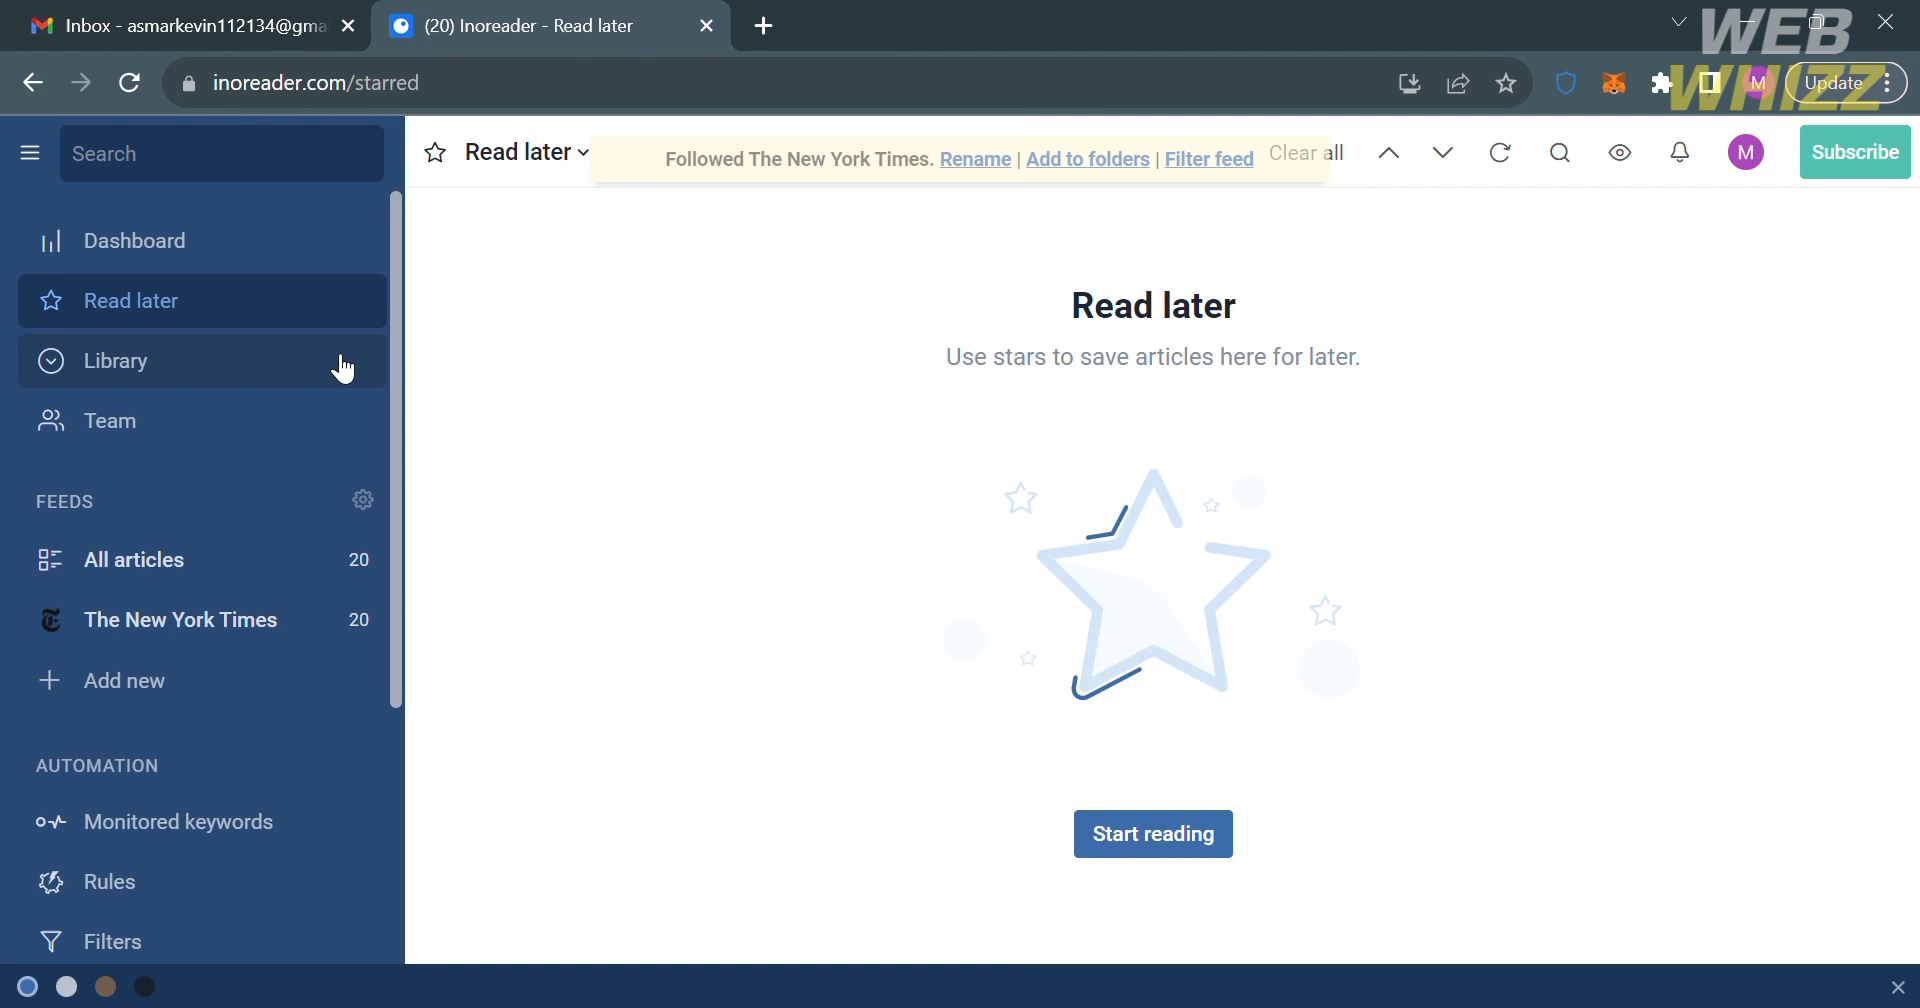 Inbox - asmarkevin112134@gma
(20) Inoreader - Read later
WEB
WHIZZ
inoreader.com/starred
M
Update
Search
Read later
Followed The New York Times. Rename | Add to folders | Filter feed
Clear all
M
Subscribe
Dashboard
Read later
Library
Team
FEEDS
All articles 20
The New York Times 20
Add new
AUTOMATION
Monitored keywords
Rules
Filters
Read later
Use stars to save articles here for later.
Start reading